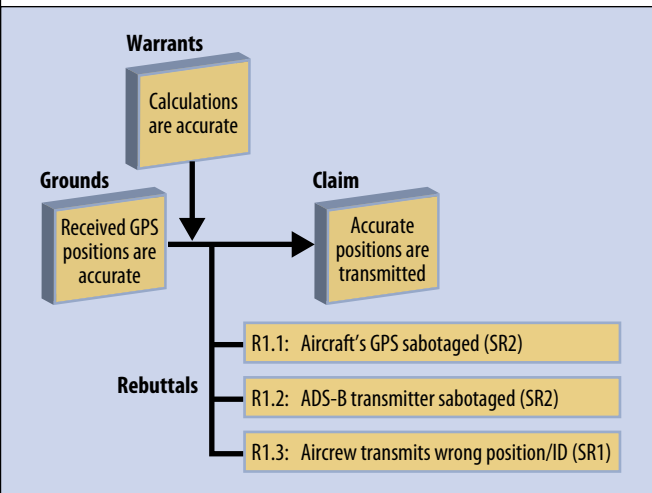 Warrants
Calculations
are accurate
Grounds
Received GPS
positions are
accurate
Claim
Accurate
positions are
transmitted
Rebuttals
R1.1: Aircraft's GPS sabotaged (SR2)
R1.2: ADS-B transmitter sabotaged (SR2)
R1.3: Aircrew transmits wrong position/ID (SR1)